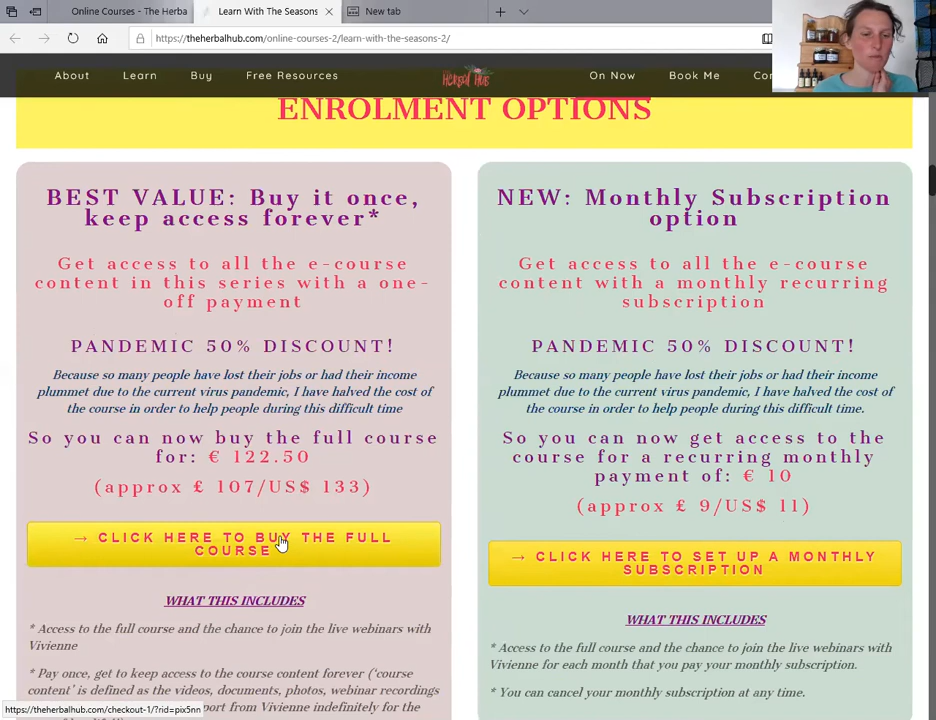 Online Courses - The Herba
Learn With The Seasons
New tab
https://theherbalhub.com/online-courses-2/learn-with-the-seasons-2/
About
Learn
Buy
Free Resources
Herbal Hub
On Now
Book Me
ENROLMENT OPTIONS
BEST VALUE: Buy it once,
keep access forever*
Get access to all the e-course
content in this series with a one-
off payment
PANDEMIC 50% DISCOUNT!
Because so many people have lost their jobs or had their income
plummet due to the current virus pandemic, I have halved the cost of
the course in order to help people during this difficult time
So you can now buy the full course
for: € 122.50
(approx £ 107/US$ 133)
→ CLICK HERE TO BUY THE FULL
COURSE
WHAT THIS INCLUDES
* Access to the full course and the chance to join the live webinars with
Vivienne
* Pay once, get to keep access to the course content forever (‘course
content’ is defined as the videos, documents, photos, webinar recordings
port from Vivienne indefinitely for the
https://theherbalhub.com/checkout-1/?rid=pix5nn
NEW: Monthly Subscription
option
Get access to all the e-course
content with a monthly recurring
subscription
PANDEMIC 50% DISCOUNT!
Because so many people have lost their jobs or had their income
plummet due to the current virus pandemic, I have halved the cost of
the course in order to help people during this difficult time.
So you can now get access to the
course for a recurring monthly
payment of: € 10
(approx £ 9/US$ 11)
→ CLICK HERE TO SET UP A MONTHLY
SUBSCRIPTION
WHAT THIS INCLUDES
* Access to the full course and the chance to join the live webinars with
Vivienne for each month that you pay your monthly subscription.
* You can cancel your monthly subscription at any time.